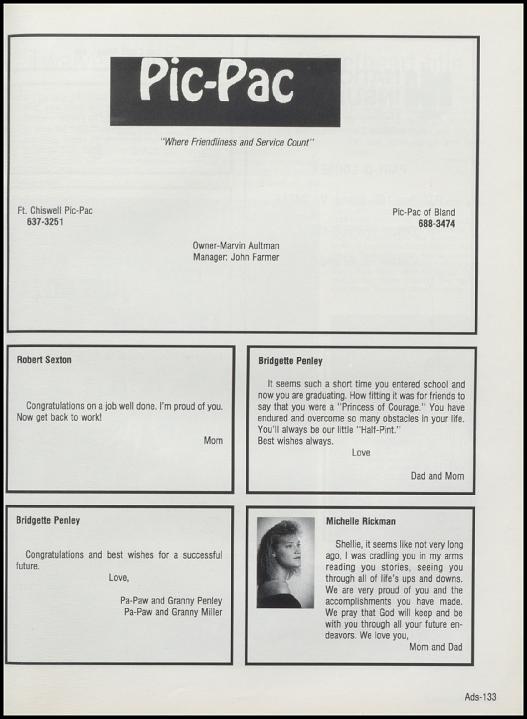 Pic-Pac
"Where Friendliness and Service Count"
Ft. Chiswell Pic-Pac
637-3251
Pic-Pac of Bland
688-3474
Owner-Marvin Aultman
Manager: John Farmer
Robert Sexton
Congratulations on a job well done. I'm proud of you.
Now get back to work!
Mom
Bridgette Penley
It seems such a short time you entered school and
now you are graduating. How fitting it was for friends to
say that you were a "Princess of Courage." You have
endured and overcome so many obstacles in your life.
You'll always be our little "Half-Pint."
Best wishes always.
Love
Dad and Mom
Bridgette Penley
Congratulations and best wishes for a successful
future.
Love,
Pa-Paw and Granny Penley
Pa-Paw and Granny Miller
Michelle Rickman
Shellie, it seems like not very long
ago, I was cradling you in my arms
reading you stories, seeing you
through all of life's ups and downs.
We are very proud of you and the
accomplishments you have made.
We pray that God will keep and be
with you through all your future en-
deavors. We love you,
Mom and Dad
Ads-133